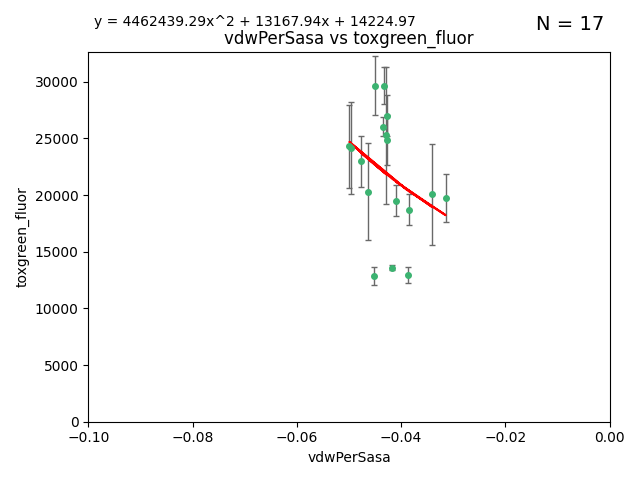 y = 4462439.29x^2 + 13167.94x + 14224.97
N = 17
vdwPerSasa vs toxgreen_fluor
30000
25000
20000
15000
10000
5000
0
toxgreen_fluor
−0.10
−0.08
−0.06
−0.04
−0.02
0.00
vdwPerSasa